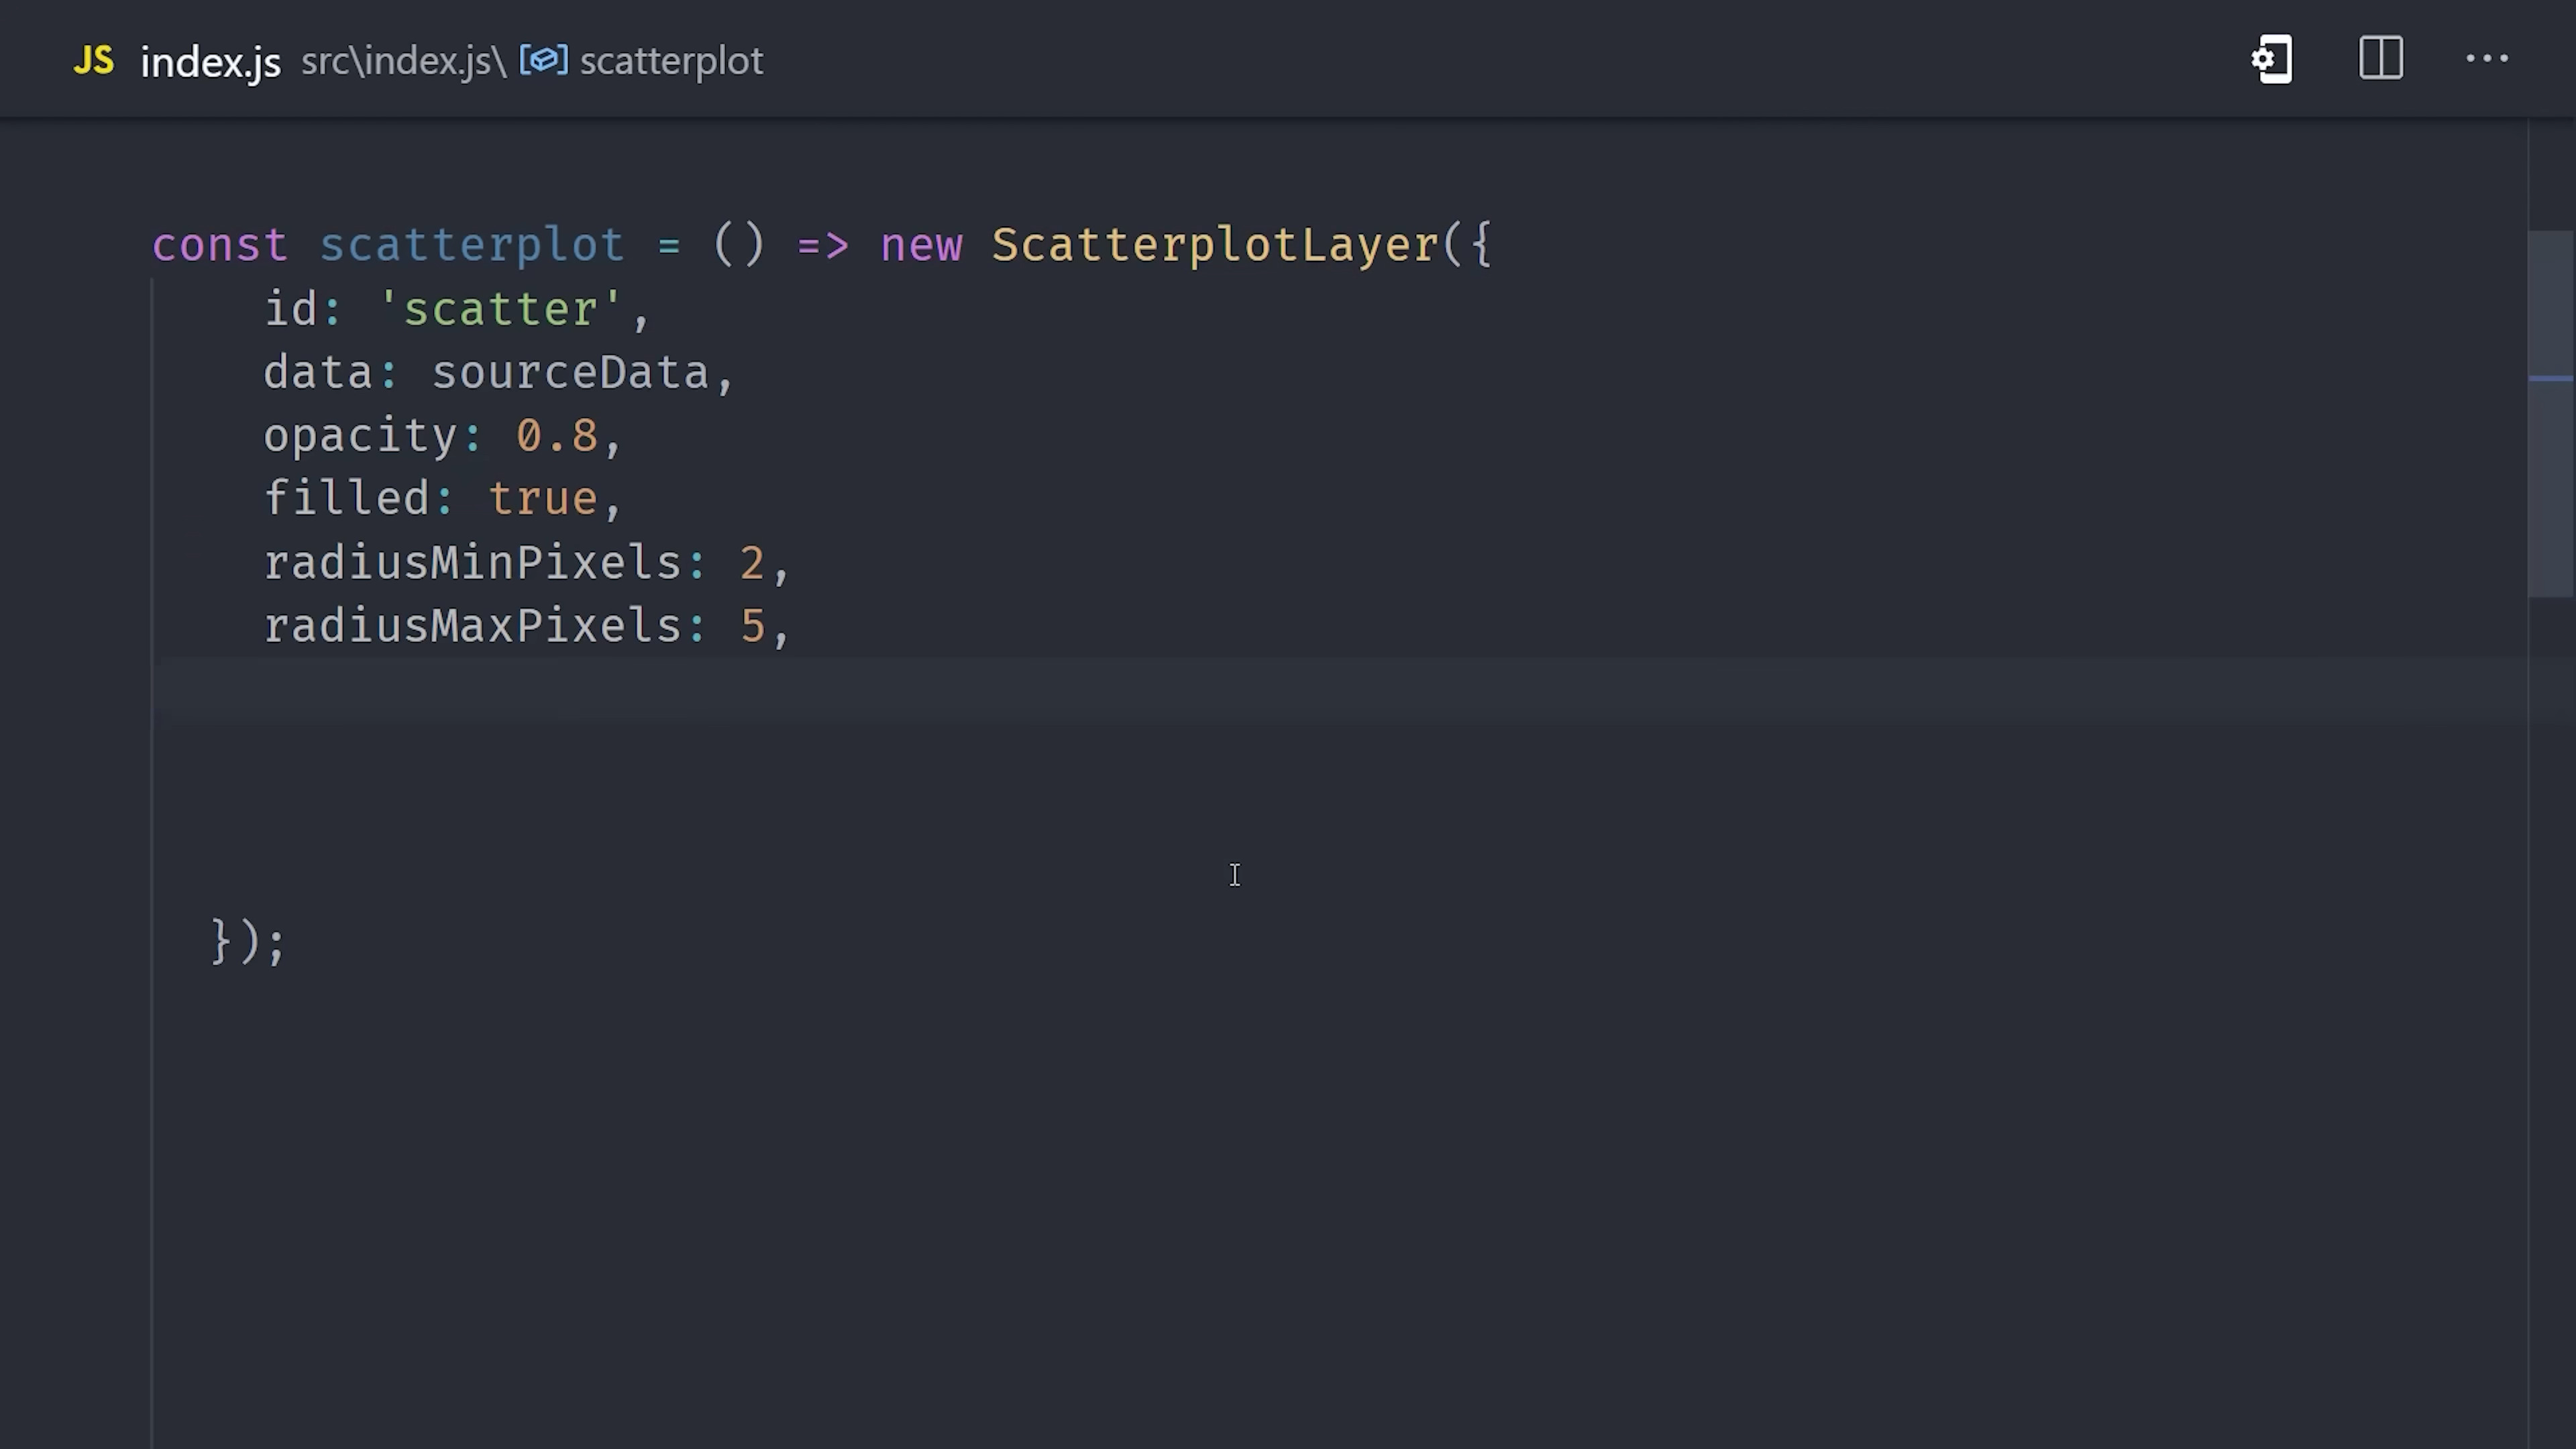 JS index.js src\index.js\ scatterplot
const scatterplot = () => new ScatterplotLayer({
id: 'scatter',
data: sourceData,
opacity: 0.8,
filled: true,
radiusMinPixels: 2,
radiusMaxPixels: 5,
});